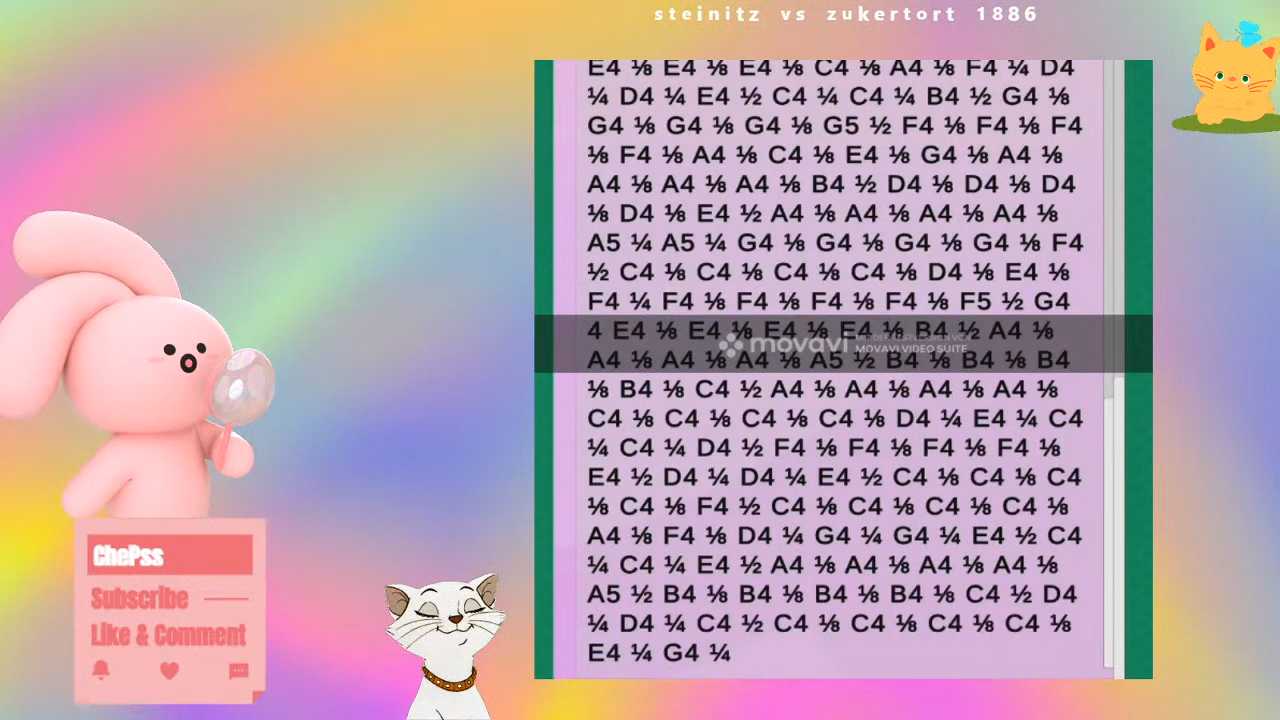 steinitz vs zukertort 1886
E4 ⅛ E4 ⅛ E4 ⅛ C4 ⅛ A4 ⅛ F4 ¼ D4
¼ D4 ¼ E4 ½ C4 ¼ C4 ¼ B4 ½ G4 ⅛
G4 ⅛ G4 ⅛ G4 ⅛ G5 ½ F4 ⅛ F4 ⅛ F4
⅛ F4 ⅛ A4 ⅛ C4 ⅛ E4 ⅛ G4 ⅛ A4 ⅛
A4 ⅛ A4 ⅛ A4 ⅛ B4 ½ D4 ⅛ D4 ⅛ D4
⅛ D4 ⅛ E4 ½ A4 ⅛ A4 ⅛ A4 ⅛ A4 ⅛
A5 ¼ A5 ¼ G4 ⅛ G4 ⅛ G4 ⅛ G4 ⅛ F4
½ C4 ⅛ C4 ⅛ C4 ⅛ C4 ⅛ D4 ⅛ E4 ⅛
F4 ¼ F4 ⅛ F4 ⅛ F4 ⅛ F4 ⅛ F5 ½ G4
4 E4 ⅛ E4 ⅛ E4 ⅛ E4 ⅛ B4 ½ A4 ⅛
movavi
MOVAVI VIDEO SUITE
A4 ⅛ A4 ⅛ A4 ⅛ A5 ½ B4 ⅛ B4 ⅛ B4
⅛ B4 ⅛ C4 ½ A4 ⅛ A4 ⅛ A4 ⅛ A4 ⅛
C4 ⅛ C4 ⅛ C4 ⅛ C4 ⅛ D4 ¼ E4 ¼ C4
¼ C4 ¼ D4 ½ F4 ⅛ F4 ⅛ F4 ⅛ F4 ⅛
E4 ½ D4 ¼ D4 ¼ E4 ½ C4 ⅛ C4 ⅛ C4
⅛ C4 ⅛ F4 ½ C4 ⅛ C4 ⅛ C4 ⅛ C4 ⅛
A4 ⅛ F4 ⅛ D4 ¼ G4 ¼ G4 ¼ E4 ½ C4
¼ C4 ¼ E4 ½ A4 ⅛ A4 ⅛ A4 ⅛ A4 ⅛
A5 ½ B4 ⅛ B4 ⅛ B4 ⅛ B4 ⅛ C4 ½ D4
¼ D4 ¼ C4 ½ C4 ⅛ C4 ⅛ C4 ⅛ C4 ⅛
E4 ¼ G4 ¼
ChePss
Subscribe
Like & Comment